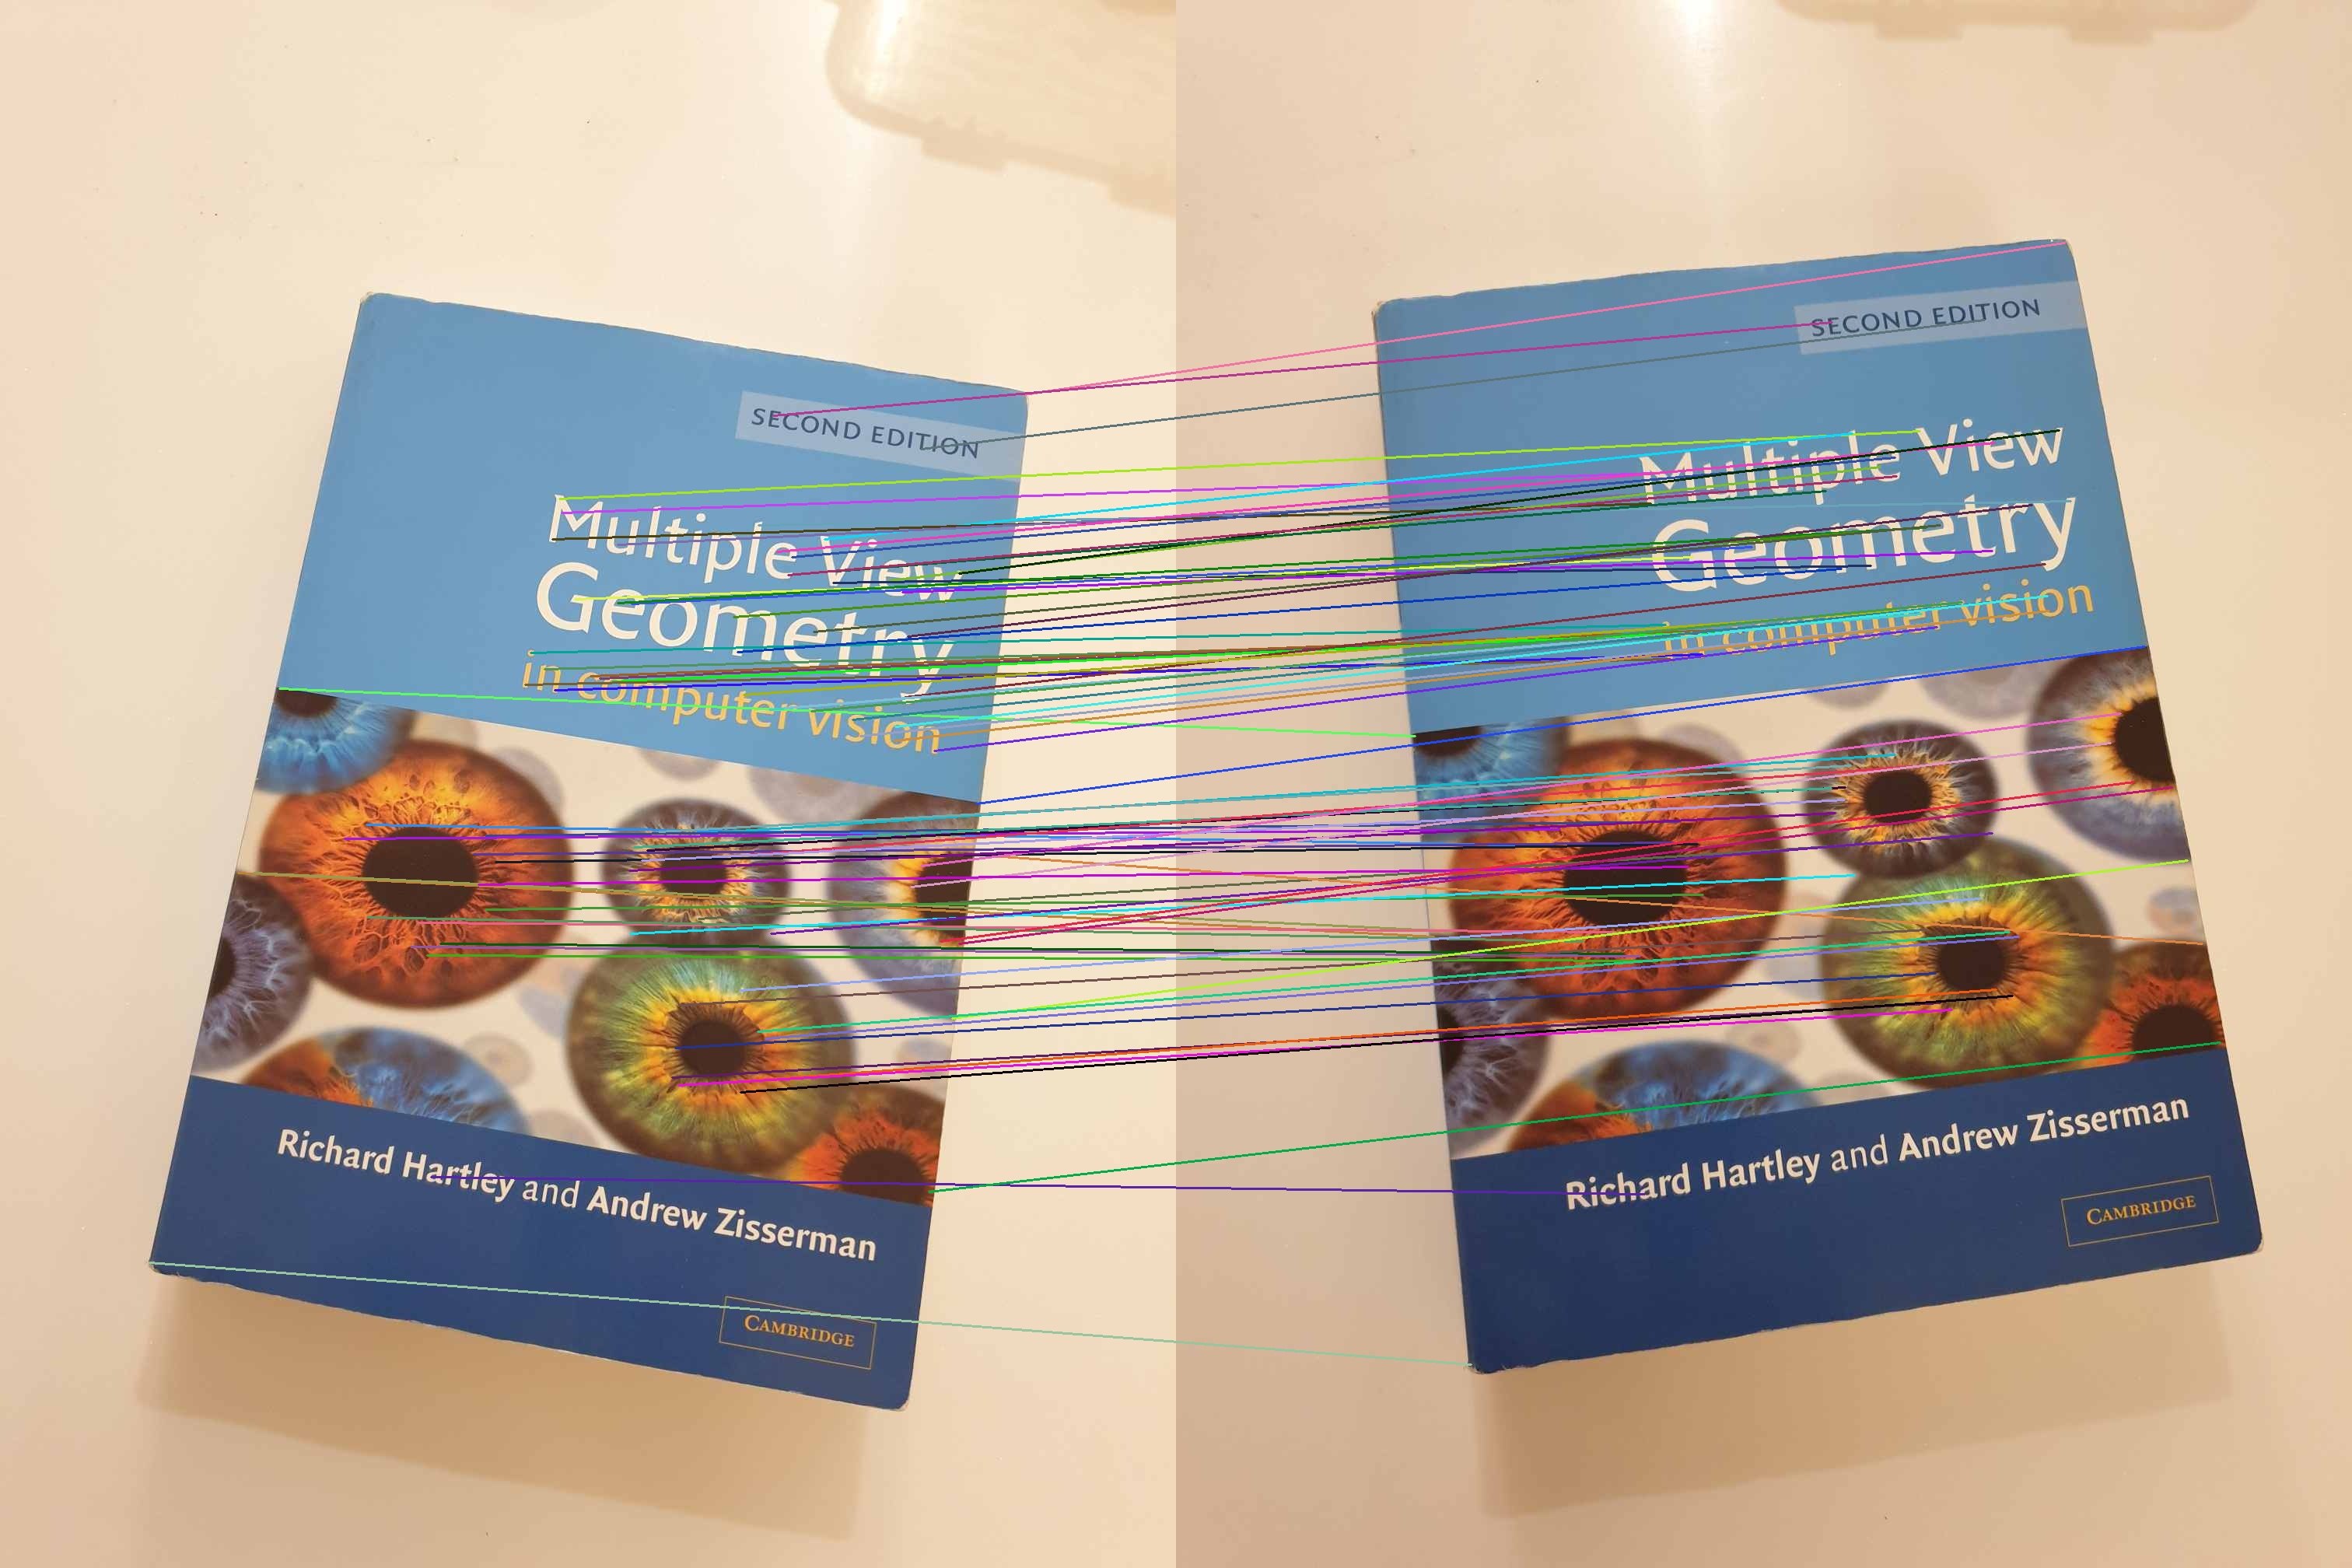 SECOND EDITION
Multiple View
Geometry
in computer vision
Richard Hartley and Andrew Zisserman
CAMBRIDGE
SECOND EDITION
Multiple View
Geometry
in computer vision
Richard Hartley and Andrew Zisserman
CAMBRIDGE